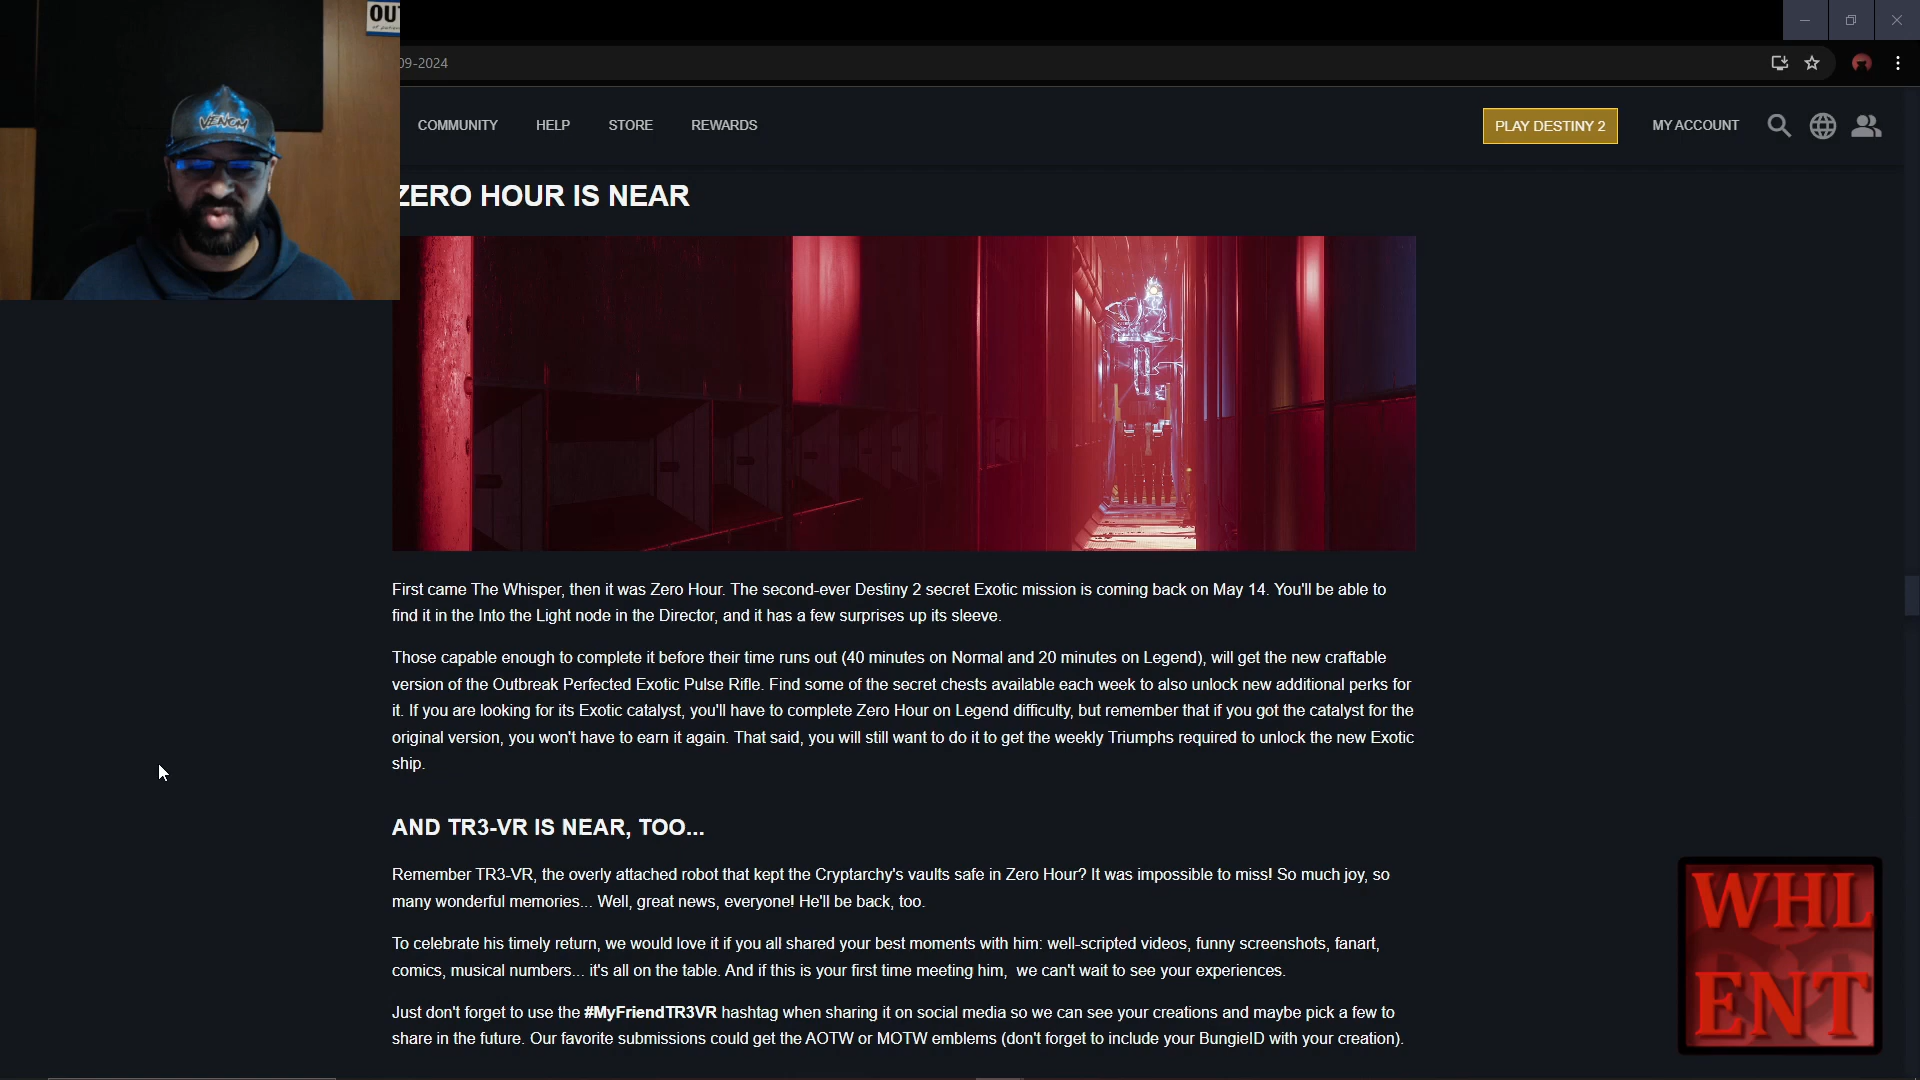 OU
VENOM
09-2024
COMMUNITY HELP STORE REWARDS PLAY DESTINY 2 MY ACCOUNT
ZERO HOUR IS NEAR
First came The Whisper, then it was Zero Hour. The second-ever Destiny 2 secret Exotic mission is coming back on May 14. You'll be able to
find it in the Into the Light node in the Director, and it has a few surprises up its sleeve.
Those capable enough to complete it before their time runs out (40 minutes on Normal and 20 minutes on Legend), will get the new craftable
version of the Outbreak Perfected Exotic Pulse Rifle. Find some of the secret chests available each week to also unlock new additional perks for
it. If you are looking for its Exotic catalyst, you'll have to complete Zero Hour on Legend difficulty, but remember that if you got the catalyst for the
original version, you won't have to earn it again. That said, you will still want to do it to get the weekly Triumphs required to unlock the new Exotic
ship.
AND TR3-VR IS NEAR, TOO...
Remember TR3-VR, the overly attached robot that kept the Cryptarchy's vaults safe in Zero Hour? It was impossible to miss! So much joy, so
many wonderful memories... Well, great news, everyone! He'll be back, too.
To celebrate his timely return, we would love it if you all shared your best moments with him: well-scripted videos, funny screenshots, fanart,
comics, musical numbers... it's all on the table. And if this is your first time meeting him, we can't wait to see your experiences.
Just don't forget to use the #MyFriendTR3VR hashtag when sharing it on social media so we can see your creations and maybe pick a few to
share in the future. Our favorite submissions could get the AOTW or MOTW emblems (don't forget to include your BungieID with your creation).
WHL
ENT